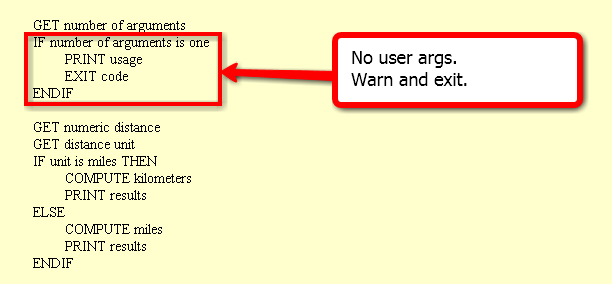 GET number of arguments
IF number of arguments is one
PRINT usage
EXIT code
ENDIF
No user args.
Warn and exit.
GET numeric distance
GET distance unit
IF unit is miles THEN
COMPUTE kilometers
PRINT results
ELSE
COMPUTE miles
PRINT results
ENDIF